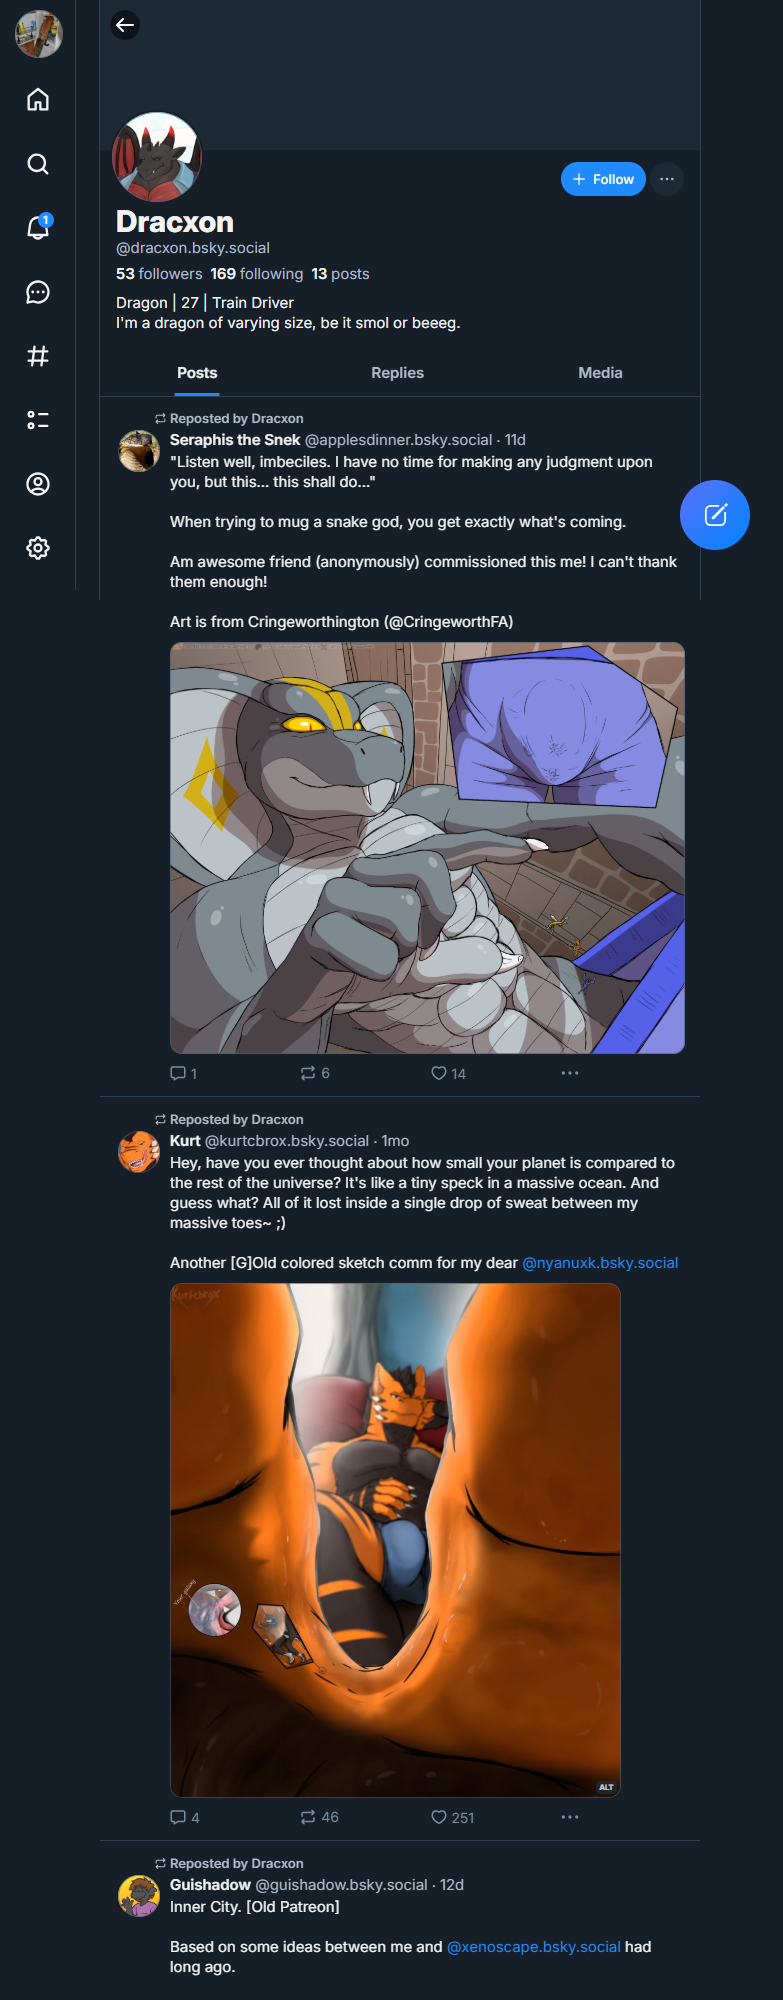 1
Follow
Dracxon
@dracxon.bsky.social
53 followers 169 following 13 posts
Dragon | 27 | Train Driver
I'm a dragon of varying size, be it smol or beeeg.
Posts Replies Media
Reposted by Dracxon
Seraphis the Snek @applesdinner.bsky.social · 11d
"Listen well, imbeciles. I have no time for making any judgment upon
you, but this... this shall do..."
When trying to mug a snake god, you get exactly what's coming.
Am awesome friend (anonymously) commissioned this me! I can't thank
them enough!
Art is from Cringeworthington (@CringeworthFA)
1 6 14
Reposted by Dracxon
Kurt @kurtcbrox.bsky.social · 1mo
Hey, have you ever thought about how small your planet is compared to
the rest of the universe? It's like a tiny speck in a massive ocean. And
guess what? All of it lost inside a single drop of sweat between my
massive toes~ ;)
Another [G]Old colored sketch comm for my dear @nyanuxk.bsky.social
Kurtcbrox
Your galaxy
ALT
4 46 251
Reposted by Dracxon
Guishadow @guishadow.bsky.social · 12d
Inner City. [Old Patreon]
Based on some ideas between me and @xenoscape.bsky.social had
long ago.